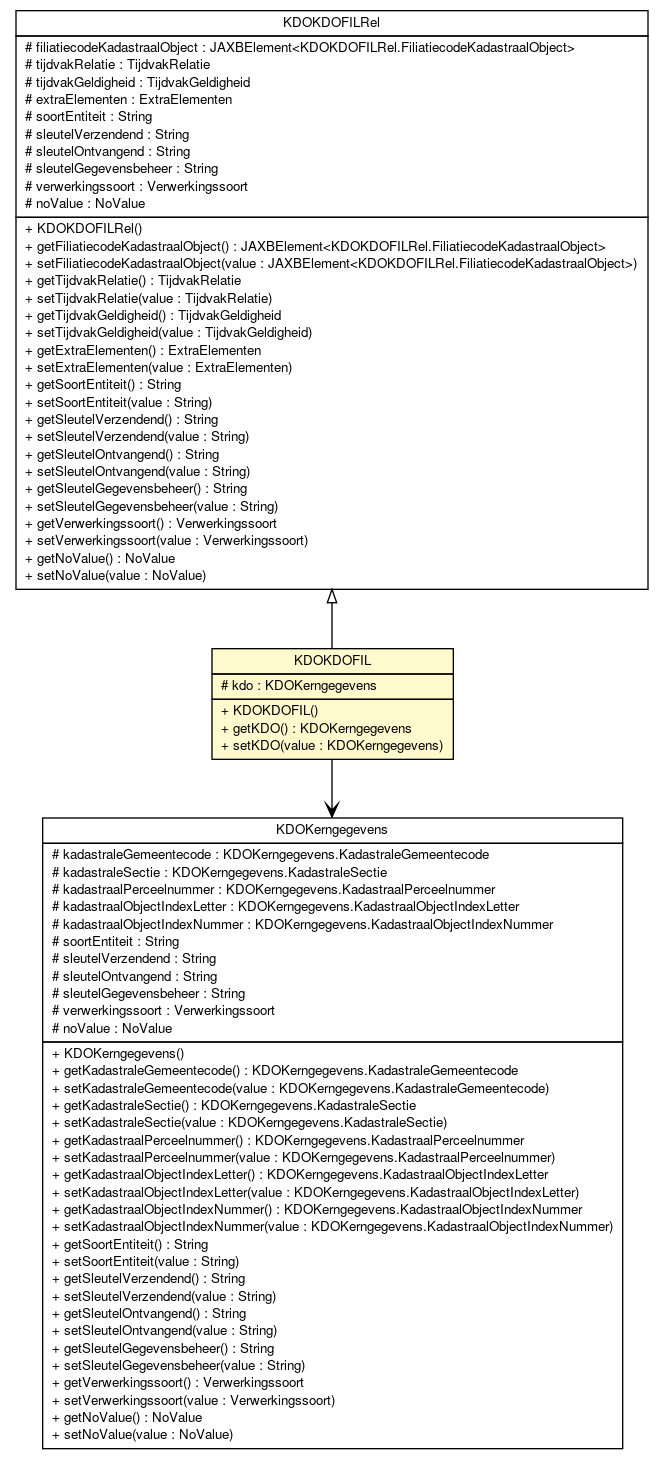 KDOKDOFILRel
# filiatiecodeKadastraalObject : JAXBElement<KDOKDOFILRel.FiliatiecodeKadastraalObject>
# tijdvakRelatie : TijdvakRelatie
# tijdvakGeldigheid : TijdvakGeldigheid
# extraElementen : ExtraElementen
# soortEntiteit : String
# sleutelVerzendend : String
# sleutelOntvangend : String
# sleutelGegevensbeheer : String
# verwerkingssoort : Verwerkingssoort
# noValue : NoValue
+ KDOKDOFILRel()
+ getFiliatiecodeKadastraalObject() : JAXBElement<KDOKDOFILRel.FiliatiecodeKadastraalObject>
+ setFiliatiecodeKadastraalObject(value : JAXBElement<KDOKDOFILRel.FiliatiecodeKadastraalObject>)
+ getTijdvakRelatie() : TijdvakRelatie
+ setTijdvakRelatie(value : TijdvakRelatie)
+ getTijdvakGeldigheid() : TijdvakGeldigheid
+ setTijdvakGeldigheid(value : TijdvakGeldigheid)
+ getExtraElementen() : ExtraElementen
+ setExtraElementen(value : ExtraElementen)
+ getSoortEntiteit() : String
+ setSoortEntiteit(value : String)
+ getSleutelVerzendend() : String
+ setSleutelVerzendend(value : String)
+ getSleutelOntvangend() : String
+ setSleutelOntvangend(value : String)
+ getSleutelGegevensbeheer() : String
+ setSleutelGegevensbeheer(value : String)
+ getVerwerkingssoort() : Verwerkingssoort
+ setVerwerkingssoort(value : Verwerkingssoort)
+ getNoValue() : NoValue
+ setNoValue(value : NoValue)
KDOKDOFIL
# kdo : KDOKerngegevens
+ KDOKDOFIL()
+ getKDO() : KDOKerngegevens
+ setKDO(value : KDOKerngegevens)
KDOKerngegevens
# kadastraleGemeentecode : KDOKerngegevens.KadastraleGemeentecode
# kadastraleSectie : KDOKerngegevens.KadastraleSectie
# kadastraalPerceelnummer : KDOKerngegevens.KadastraalPerceelnummer
# kadastraalObjectIndexLetter : KDOKerngegevens.KadastraalObjectIndexLetter
# kadastraalObjectIndexNummer : KDOKerngegevens.KadastraalObjectIndexNummer
# soortEntiteit : String
# sleutelVerzendend : String
# sleutelOntvangend : String
# sleutelGegevensbeheer : String
# verwerkingssoort : Verwerkingssoort
# noValue : NoValue
+ KDOKerngegevens()
+ getKadastraleGemeentecode() : KDOKerngegevens.KadastraleGemeentecode
+ setKadastraleGemeentecode(value : KDOKerngegevens.KadastraleGemeentecode)
+ getKadastraleSectie() : KDOKerngegevens.KadastraleSectie
+ setKadastraleSectie(value : KDOKerngegevens.KadastraleSectie)
+ getKadastraalPerceelnummer() : KDOKerngegevens.KadastraalPerceelnummer
+ setKadastraalPerceelnummer(value : KDOKerngegevens.KadastraalPerceelnummer)
+ getKadastraalObjectIndexLetter() : KDOKerngegevens.KadastraalObjectIndexLetter
+ setKadastraalObjectIndexLetter(value : KDOKerngegevens.KadastraalObjectIndexLetter)
+ getKadastraalObjectIndexNummer() : KDOKerngegevens.KadastraalObjectIndexNummer
+ setKadastraalObjectIndexNummer(value : KDOKerngegevens.KadastraalObjectIndexNummer)
+ getSoortEntiteit() : String
+ setSoortEntiteit(value : String)
+ getSleutelVerzendend() : String
+ setSleutelVerzendend(value : String)
+ getSleutelOntvangend() : String
+ setSleutelOntvangend(value : String)
+ getSleutelGegevensbeheer() : String
+ setSleutelGegevensbeheer(value : String)
+ getVerwerkingssoort() : Verwerkingssoort
+ setVerwerkingssoort(value : Verwerkingssoort)
+ getNoValue() : NoValue
+ setNoValue(value : NoValue)